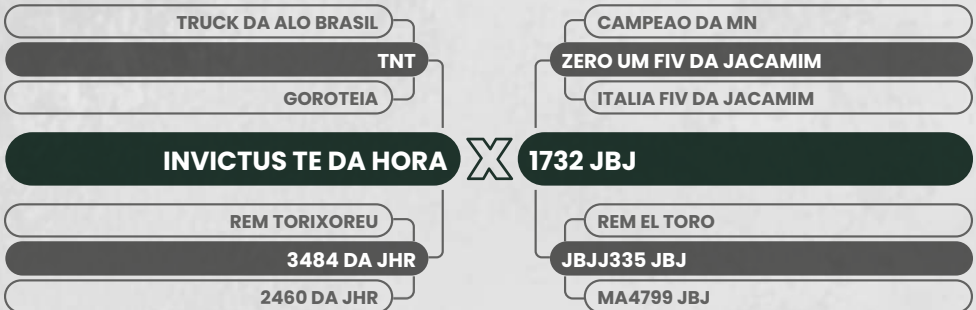 TRUCK DA ALO BRASIL
TNT
GOROTEIA
INVICTUS TE DA HORA
REM TORIXOREU
3484 DA JHR
2460 DA JHR
X
CAMPEAO DA MN
ZERO UM FIV DA JACAMIM
ITALIA FIV DA JACAMIM
1732 JBJ
REM EL TORO
JBJJ335 JBJ
MA4799 JBJ